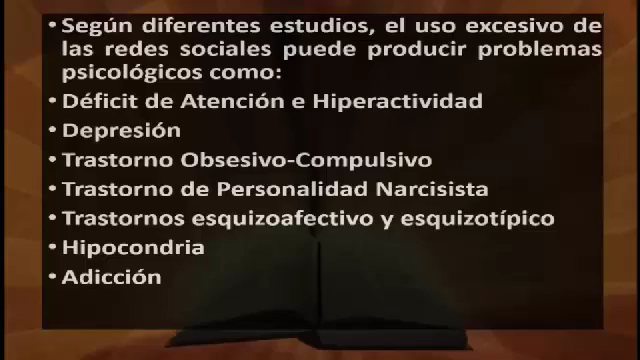 • Según diferentes estudios, el uso excesivo de
las redes sociales puede producir problemas
psicológicos como:
• Déficit de Atención e Hiperactividad
• Depresión
• Trastorno Obsesivo-Compulsivo
• Trastorno de Personalidad Narcisista
• Trastornos esquizoafectivo y esquizotípico
• Hipocondria
• Adicción